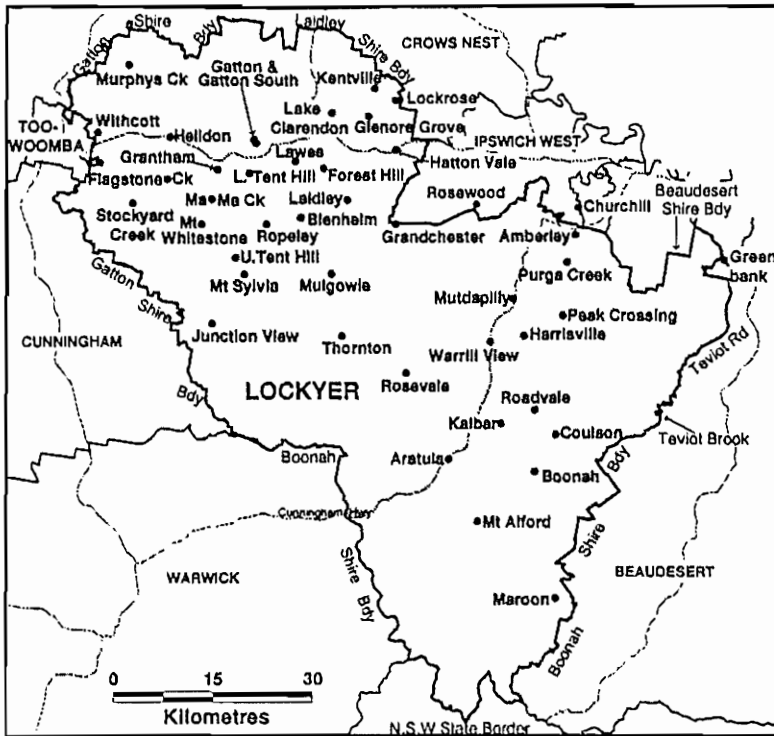 Gatton Shire Bdy
Laidley Shire Bdy
CROWS NEST
Murphys Ck
Gatton &
Gatton South
Kentville
Lockrose
Lake
Clarendon
Glenore Grove
TOO-
WOOMBA
Withcott
Helidon
IPSWICH WEST
Grantham
Lawes
Hatton Vale
Flagstone Ck
L. Tent Hill
Forest Hill
Rosewood
Beaudesert
Shire Bdy
Ma Ma Ck
Laidley
Stockyard
Creek
Mt
Whitestone
Blenheim
Ropeley
Grandchester
Churchill
Amberley
Green
bank
U. Tent Hill
Purga Creek
Mt Sylvia
Mulgowie
Gatton Shire Bdy
Mutdapilly
Peak Crossing
CUNNINGHAM
Junction View
Thornton
Harrisville
Warrill View
Teviot Rd
LOCKYER
Rosevale
Roadvale
Kalbar
Coulson
Teviot Brook
Boonah Shire Bdy
Aratula
Boonah
Cunningham Hwy
Mt Alford
WARWICK
BEAUDESERT
Maroon
Boonah Shire Bdy
0 15 30
Kilometres
N.S.W State Border